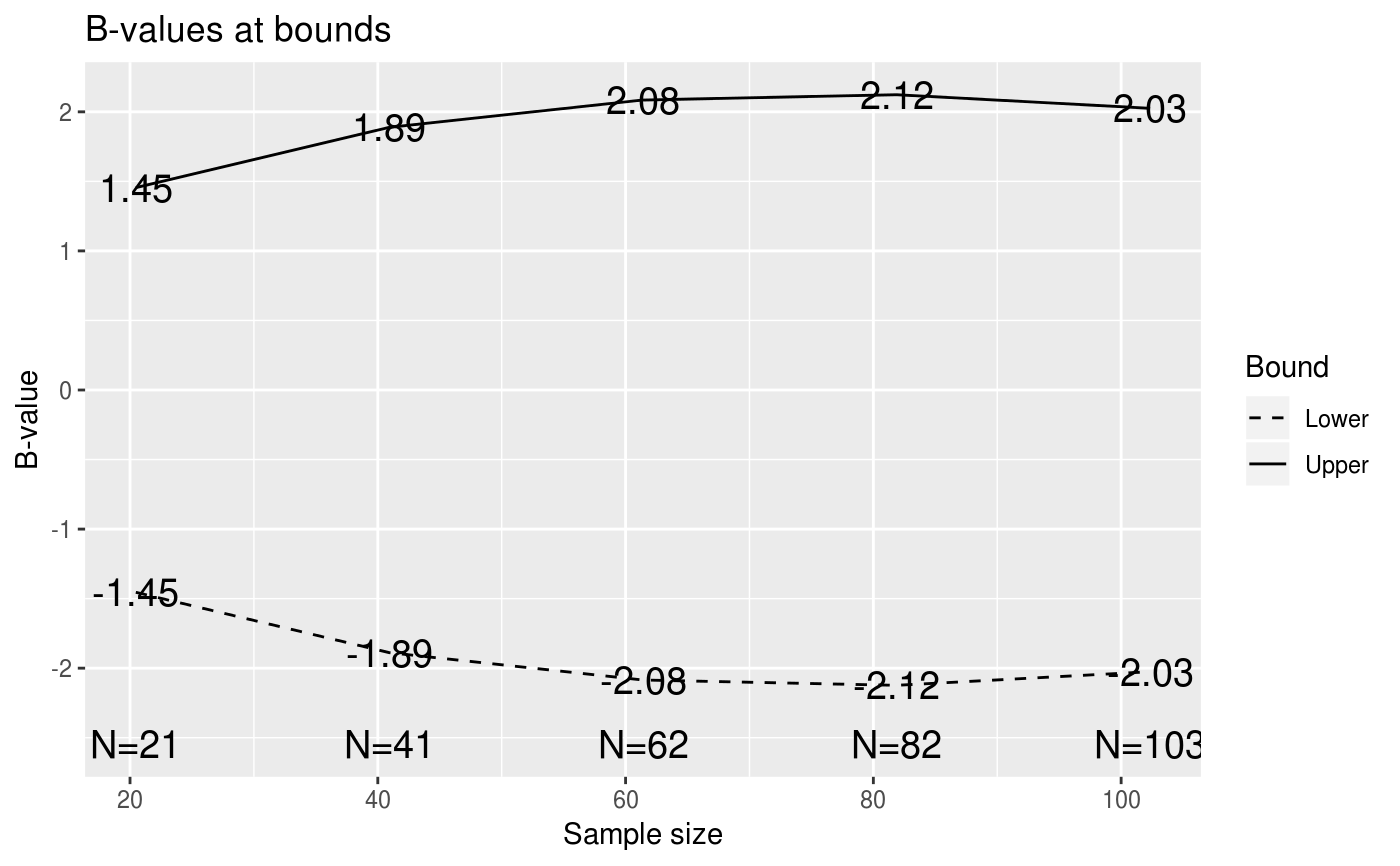 B-values at bounds
B-value
2
1
0
-1
-2
1.45
1.89
2.08
2.12
2.03
-1.45
-1.89
-2.08
-2.12
-2.03
N=21
N=41
N=62
N=82
N=103
20
40
60
80
100
Sample size
Bound
Lower
Upper